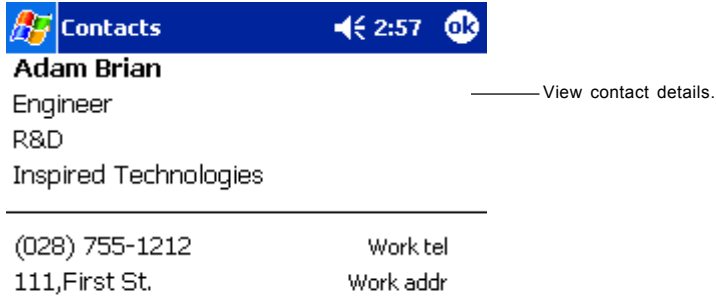 Contacts 2:57 ok
Adam Brian
View contact details.
Engineer
R&D
Inspired Technologies
(028) 755-1212 Work tel
111,First St. Work addr